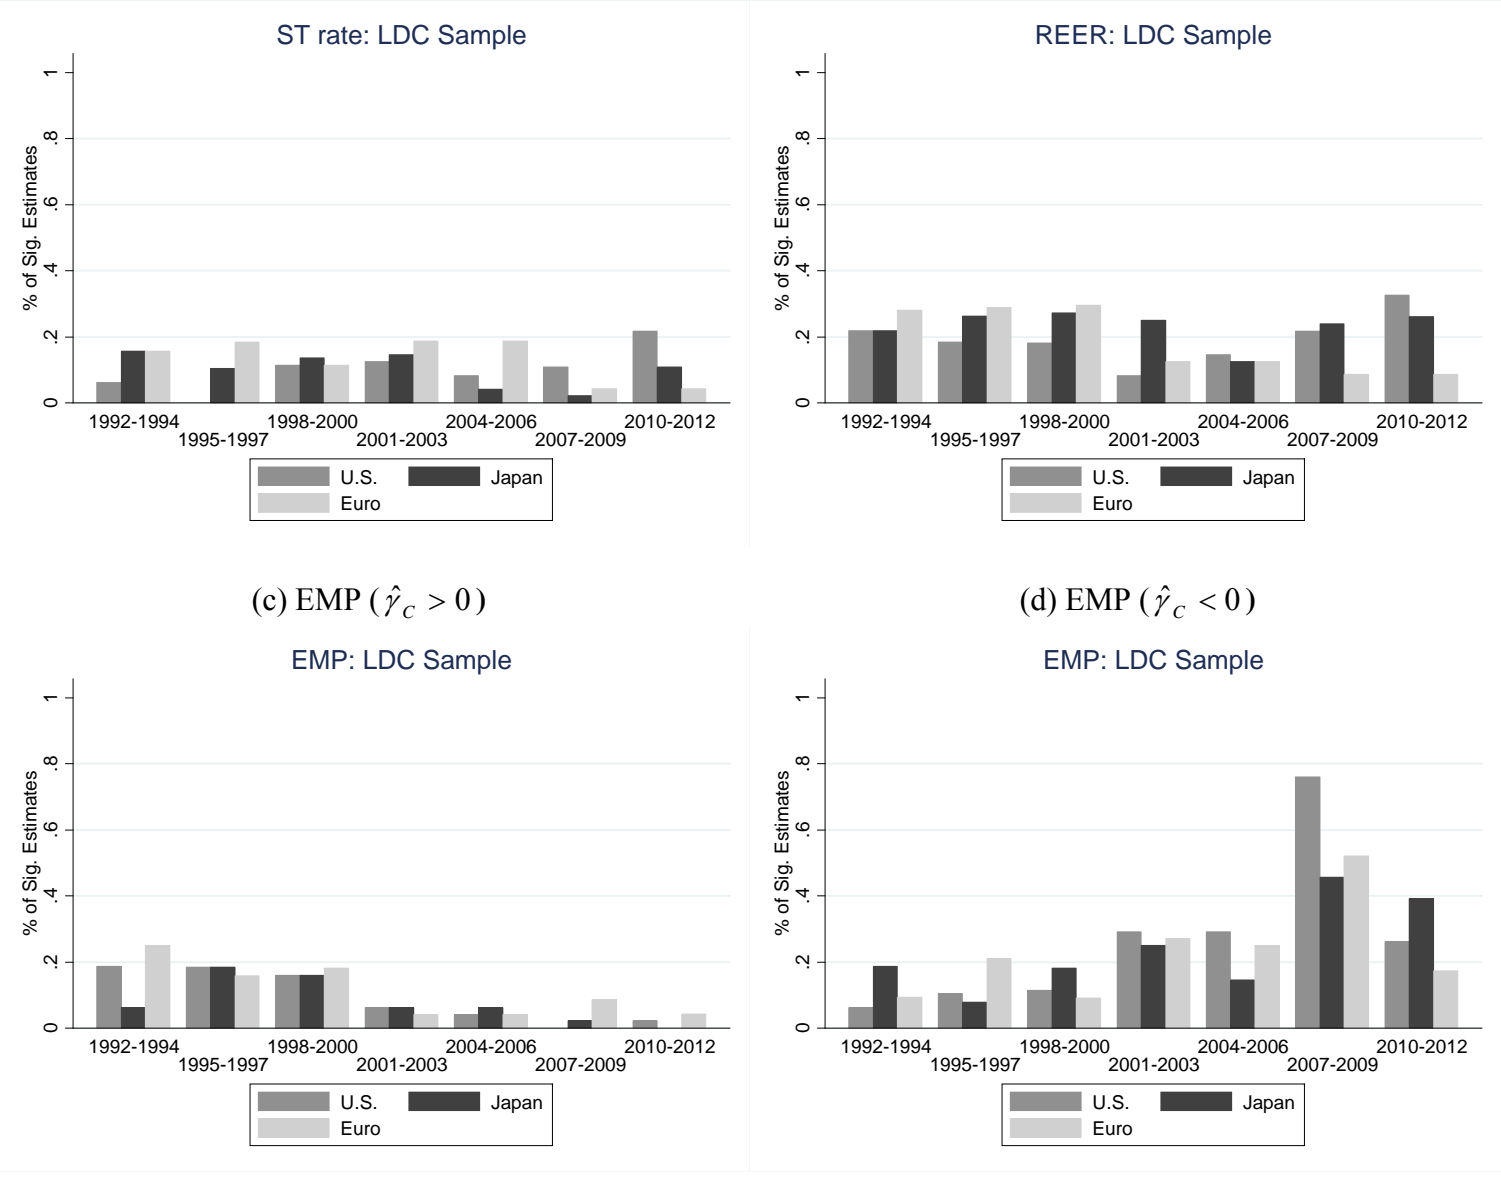 ST rate: LDC Sample
% of Sig. Estimates
0 .2 .4 .6 .8 1
1992-1994 1998-2000 2004-2006 2010-2012
1995-1997 2001-2003 2007-2009
U.S. Japan
Euro
REER: LDC Sample
% of Sig. Estimates
0 .2 .4 .6 .8 1
1992-1994 1998-2000 2004-2006 2010-2012
1995-1997 2001-2003 2007-2009
U.S. Japan
Euro
(c) EMP ( γ̂_C > 0 )
EMP: LDC Sample
% of Sig. Estimates
0 .2 .4 .6 .8 1
1992-1994 1998-2000 2004-2006 2010-2012
1995-1997 2001-2003 2007-2009
U.S. Japan
Euro
(d) EMP ( γ̂_C < 0 )
EMP: LDC Sample
% of Sig. Estimates
0 .2 .4 .6 .8 1
1992-1994 1998-2000 2004-2006 2010-2012
1995-1997 2001-2003 2007-2009
U.S. Japan
Euro